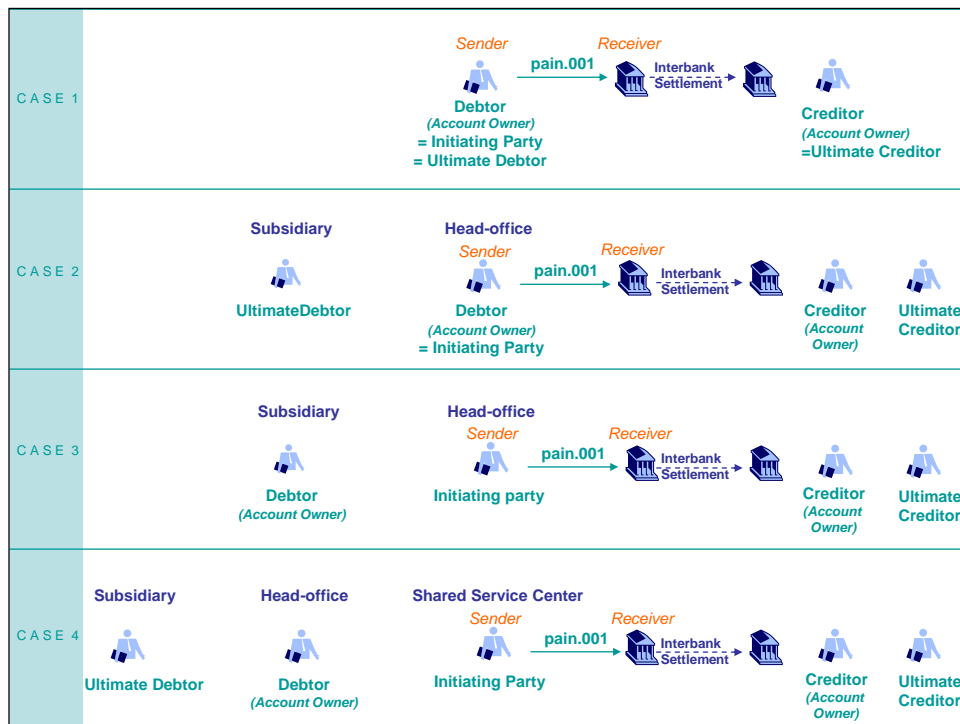 CASE 1
Sender
Receiver
pain.001
Interbank
Settlement
Debtor
(Account Owner)
= Initiating Party
= Ultimate Debtor
Creditor
(Account Owner)
=Ultimate Creditor
CASE 2
Subsidiary
Head-office
Sender
Receiver
pain.001
Interbank
Settlement
UltimateDebtor
Debtor
(Account Owner)
= Initiating Party
Creditor
(Account
Owner)
Ultimate
Creditor
CASE 3
Subsidiary
Head-office
Sender
Receiver
pain.001
Interbank
Settlement
Debtor
(Account Owner)
Initiating party
Creditor
(Account
Owner)
Ultimate
Creditor
CASE 4
Subsidiary
Head-office
Shared Service Center
Sender
Receiver
pain.001
Interbank
Settlement
Ultimate Debtor
Debtor
(Account Owner)
Initiating Party
Creditor
(Account
Owner)
Ultimate
Creditor